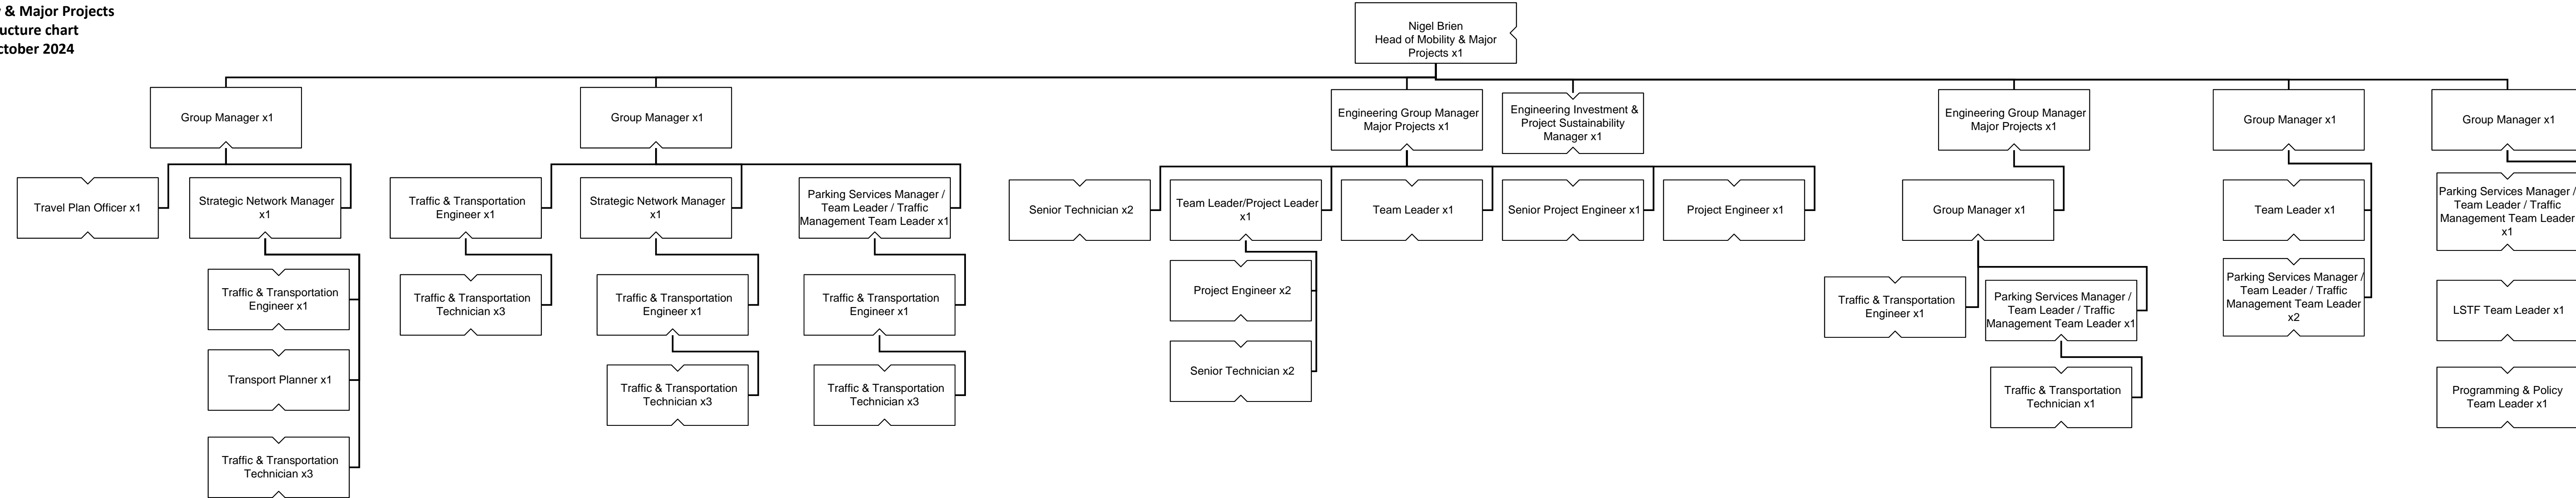 & Major Projects
ucture chart
ctober 2024
Nigel Brien
Head of Mobility & Major
Projects x1
Group Manager x1
Group Manager x1
Engineering Group Manager
Major Projects x1
Engineering Investment &
Project Sustainability
Manager x1
Engineering Group Manager
Major Projects x1
Group Manager x1
Group Manager x1
Travel Plan Officer x1
Strategic Network Manager
x1
Traffic & Transportation
Engineer x1
Strategic Network Manager
x1
Parking Services Manager /
Team Leader / Traffic
Management Team Leader x1
Senior Technician x2
Team Leader/Project Leader
x1
Team Leader x1
Senior Project Engineer x1
Project Engineer x1
Group Manager x1
Team Leader x1
Parking Services Manager /
Team Leader / Traffic
Management Team Leader
x1
Traffic & Transportation
Engineer x1
Traffic & Transportation
Technician x3
Traffic & Transportation
Engineer x1
Traffic & Transportation
Engineer x1
Project Engineer x2
Traffic & Transportation
Engineer x1
Parking Services Manager /
Team Leader / Traffic
Management Team Leader x1
Parking Services Manager /
Team Leader / Traffic
Management Team Leader
x2
LSTF Team Leader x1
Transport Planner x1
Traffic & Transportation
Technician x3
Traffic & Transportation
Technician x3
Senior Technician x2
Traffic & Transportation
Technician x1
Programming & Policy
Team Leader x1
Traffic & Transportation
Technician x3